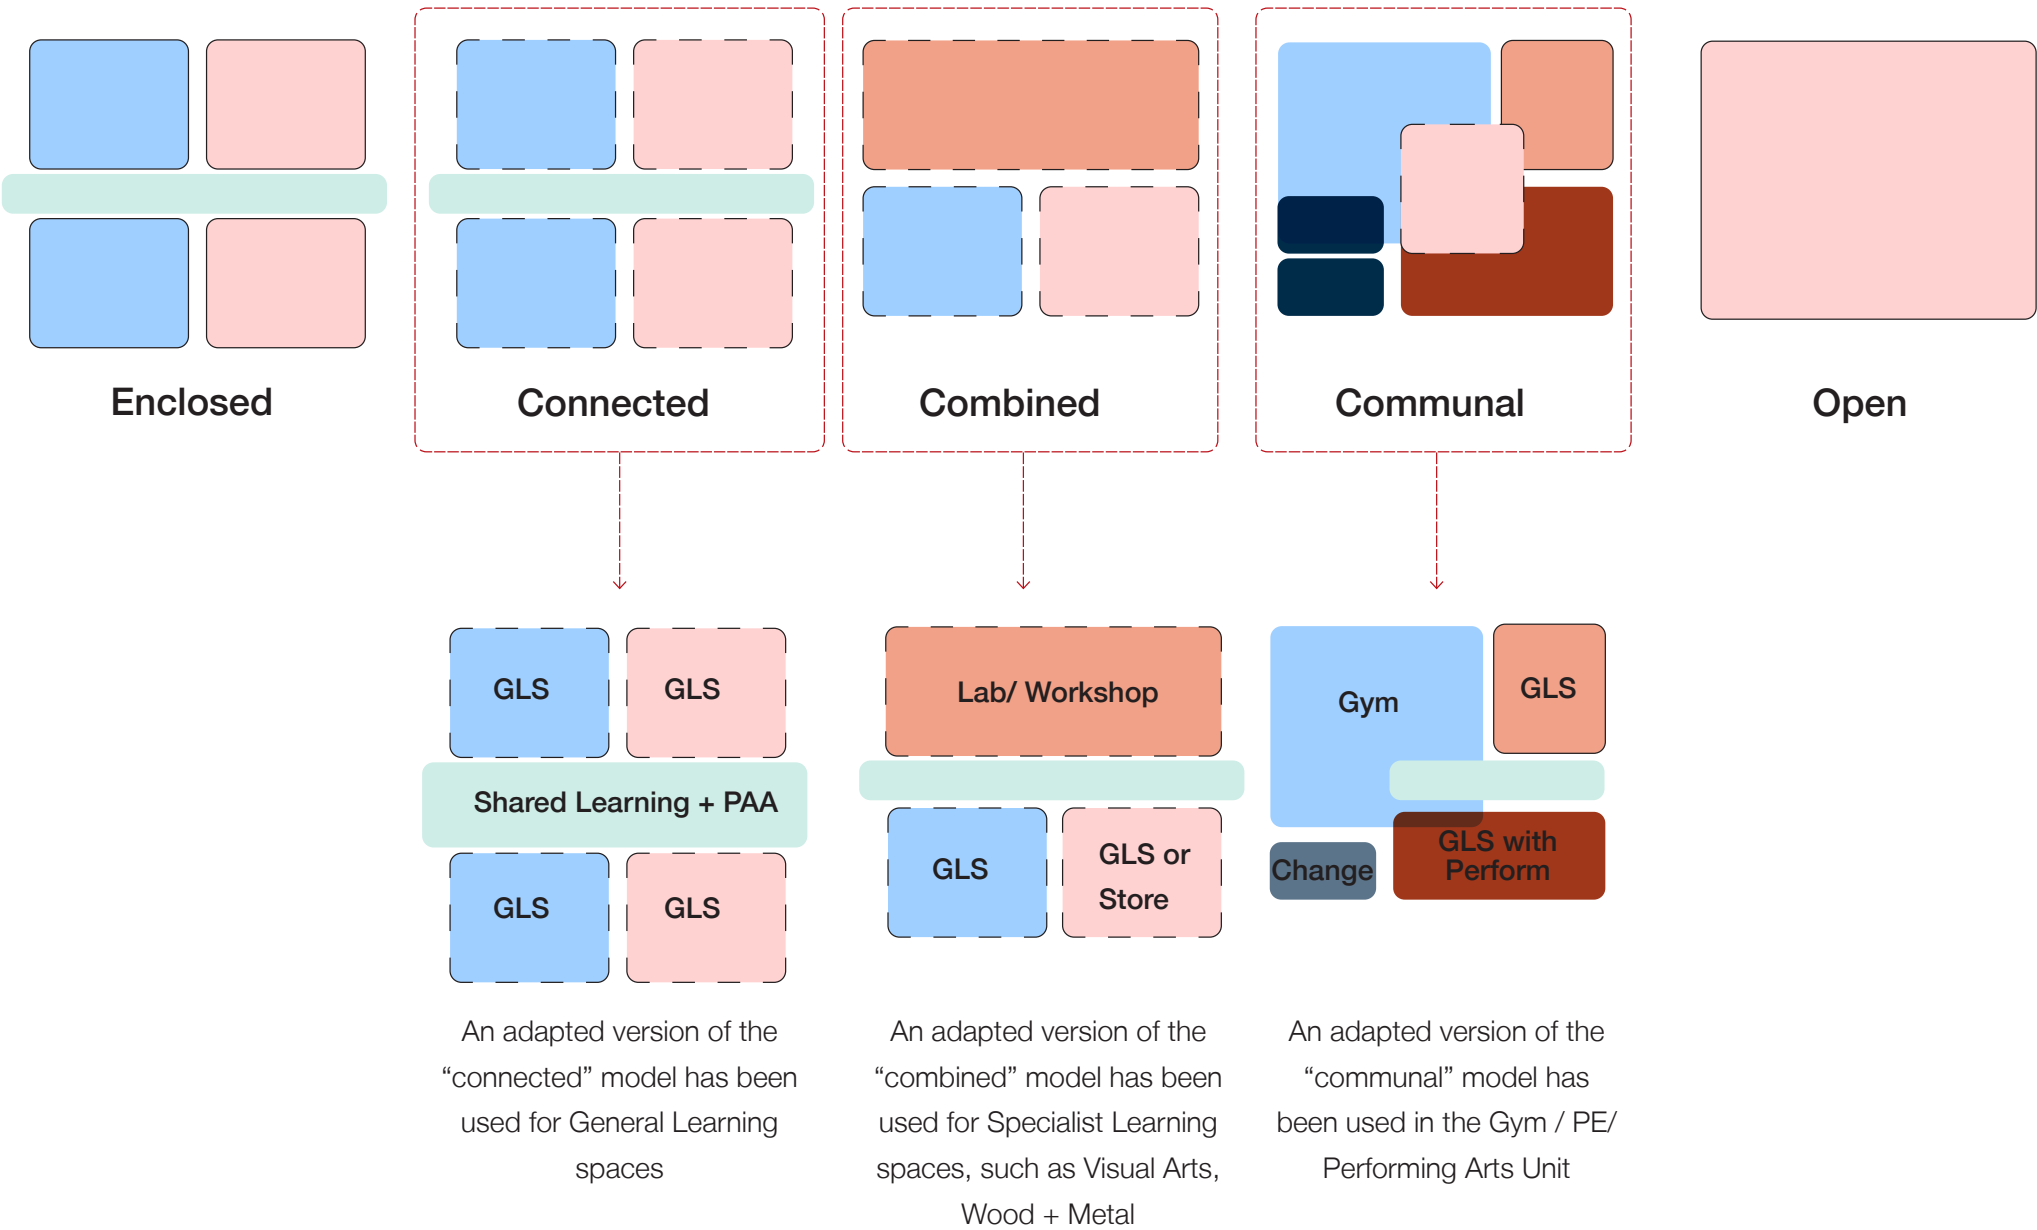 Enclosed
Connected
Combined
Communal
Open
GLS
GLS
Shared Learning + PAA
GLS
GLS
An adapted version of the
“connected” model has been
used for General Learning
spaces
Lab/ Workshop
GLS
GLS or
Store
An adapted version of the
“combined” model has been
used for Specialist Learning
spaces, such as Visual Arts,
Wood + Metal
Gym
GLS
Change
GLS with
Perform
An adapted version of the
“communal” model has
been used in the Gym / PE/
Performing Arts Unit